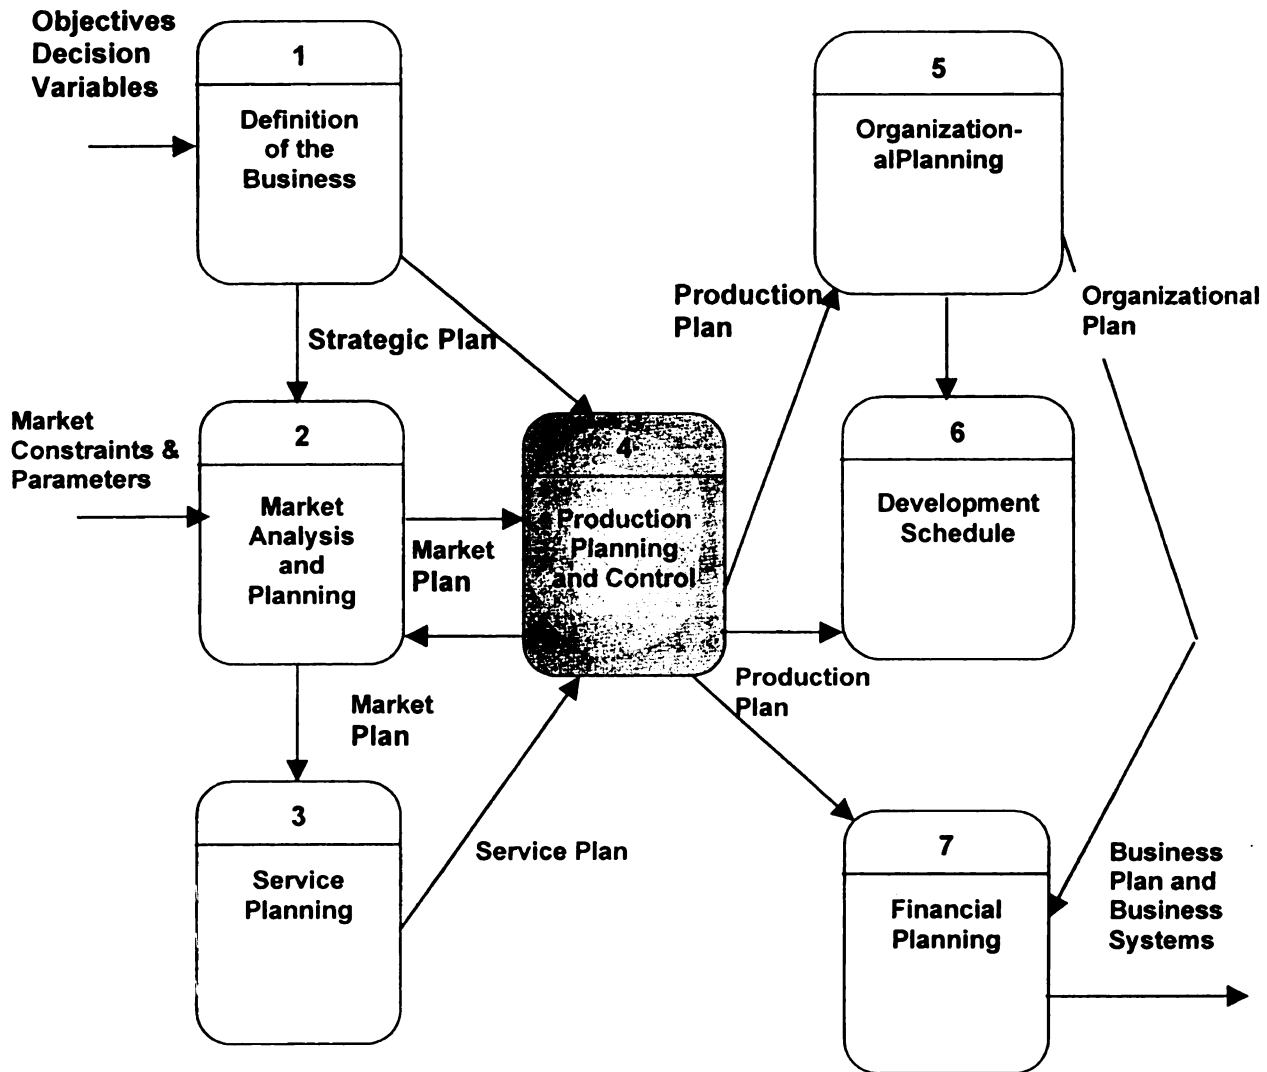 Objectives
Decision
Variables
1
Definition
of the
Business
Strategic Plan
Market
Constraints &
Parameters
2
Market
Analysis
and
Planning
Market
Plan
Market
Plan
3
Service
Planning
Service Plan
4
Production
Planning
and Control
Production
Plan
Production
Plan
5
Organization-
alPlanning
Organizational
Plan
6
Development
Schedule
7
Financial
Planning
Business
Plan and
Business
Systems